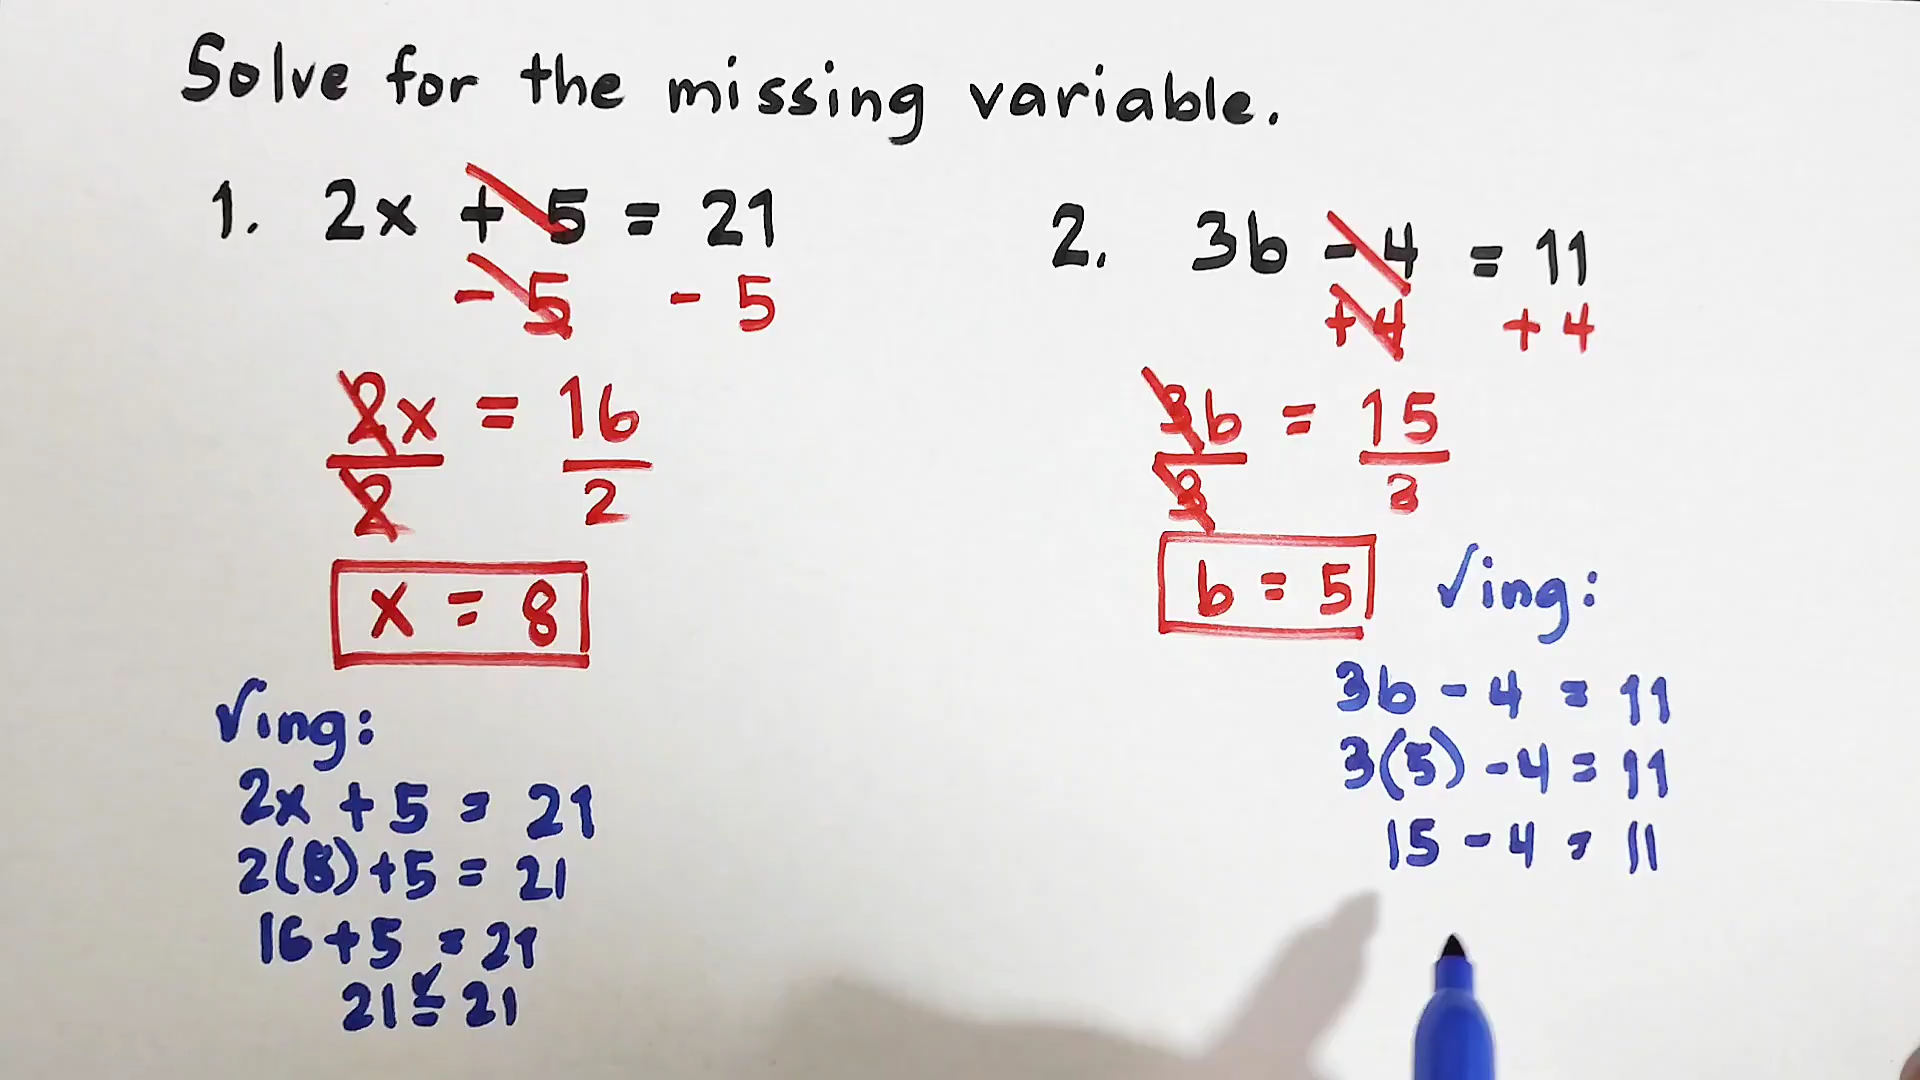 Solve for the missing variable.
1. 2x + 5 = 21
- 5 - 5
2x = 16
2 2
x = 8
√ing:
2x + 5 = 21
2(8) + 5 = 21
16 + 5 = 21
21 = 21
2. 3b - 4 = 11
+ 4 + 4
3b = 15
3 3
b = 5
√ing:
3b - 4 = 11
3(5) - 4 = 11
15 - 4 = 11